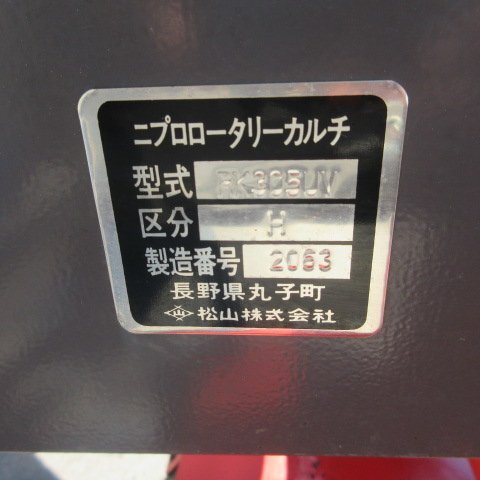 ニプロロータリーカルチ
型式 RK305UV
区分 H
製造番号 2063
長野県丸子町
松山株式会社